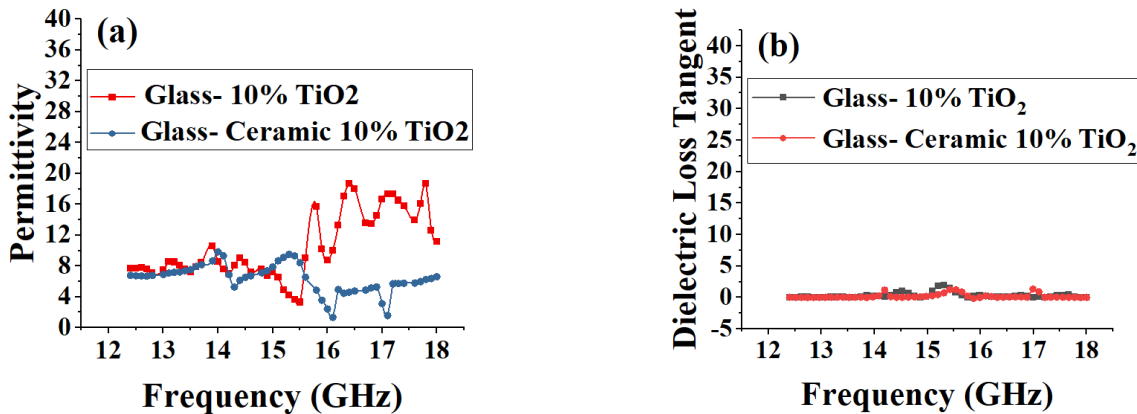 (a)
Permittivity
40
36
32
28
24
20
16
12
8
4
0
Glass- 10% TiO2
Glass- Ceramic 10% TiO2
12 13 14 15 16 17 18
Frequency (GHz)
(b)
Dielectric Loss Tangent
40
35
30
25
20
15
10
5
0
-5
Glass- 10% TiO₂
Glass- Ceramic 10% TiO₂
12 13 14 15 16 17 18
Frequency (GHz)